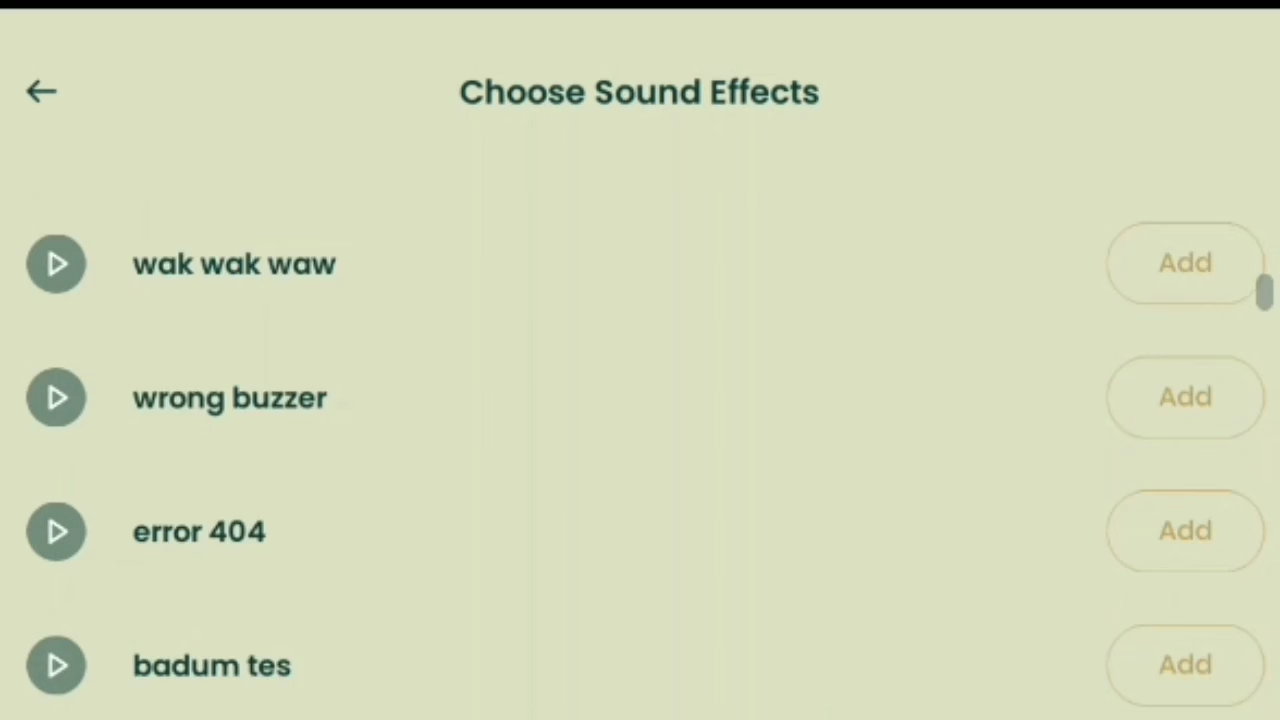 Choose Sound Effects
wak wak waw
Add
wrong buzzer
Add
error 404
Add
badum tes
Add